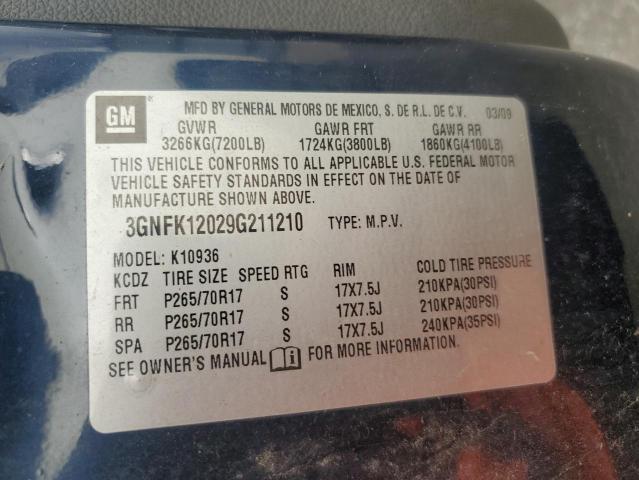 GM
MFD BY GENERAL MOTORS DE MEXICO, S. DE R.L. DE C.V. 03/09
GVWR GAWR FRT GAWR RR
3266KG(7200LB) 1724KG(3800LB) 1860KG(4100LB)
THIS VEHICLE CONFORMS TO ALL APPLICABLE U.S. FEDERAL MOTOR
VEHICLE SAFETY STANDARDS IN EFFECT ON THE DATE OF
MANUFACTURE SHOWN ABOVE.
3GNFK12029G211210 TYPE: M.P.V.
MODEL: K10936
KCDZ TIRE SIZE SPEED RTG RIM COLD TIRE PRESSURE
FRT P265/70R17 S 17X7.5J 210KPA(30PSI)
RR P265/70R17 S 17X7.5J 210KPA(30PSI)
SPA P265/70R17 S 17X7.5J 240KPA(35PSI)
SEE OWNER'S MANUAL i FOR MORE INFORMATION.